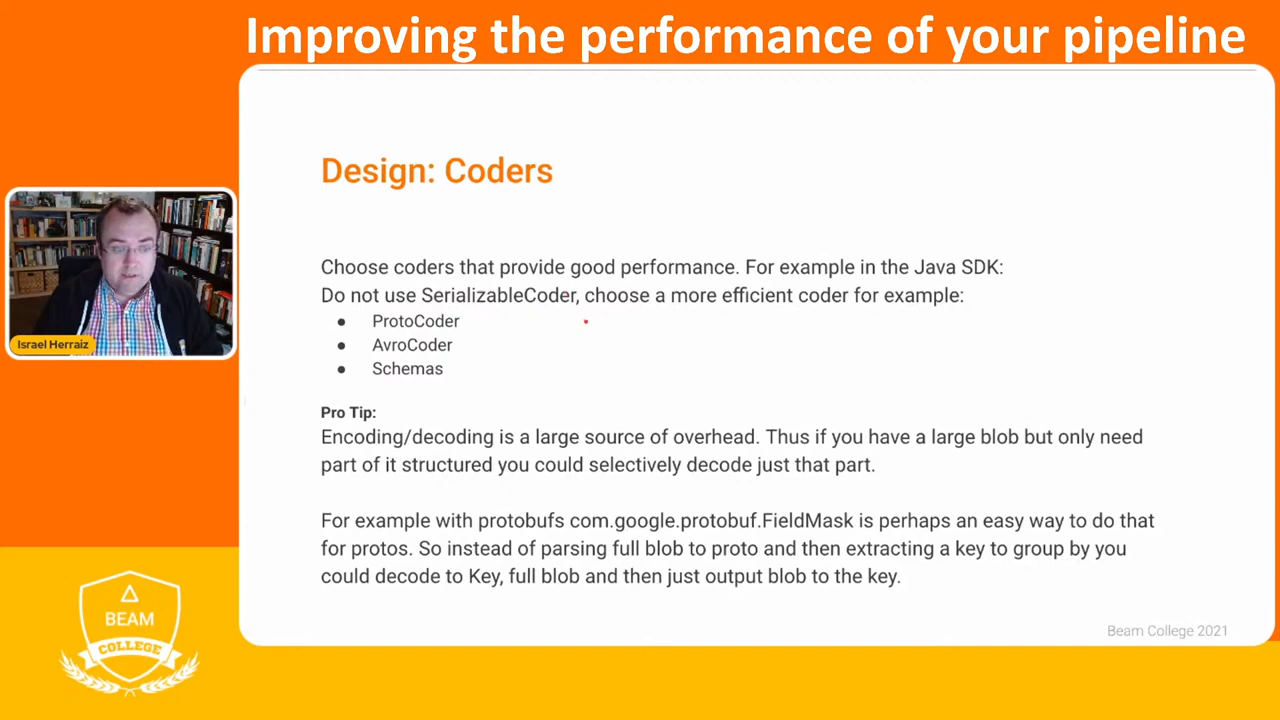 Improving the performance of your pipeline
Design: Coders
Choose coders that provide good performance. For example in the Java SDK:
Do not use SerializableCoder, choose a more efficient coder for example:
● ProtoCoder
● AvroCoder
● Schemas
Pro Tip:
Encoding/decoding is a large source of overhead. Thus if you have a large blob but only need
part of it structured you could selectively decode just that part.
For example with protobufs com.google.protobuf.FieldMask is perhaps an easy way to do that
for protos. So instead of parsing full blob to proto and then extracting a key to group by you
could decode to Key, full blob and then just output blob to the key.
Beam College 2021
Israel Herraiz
BEAM
COLLEGE